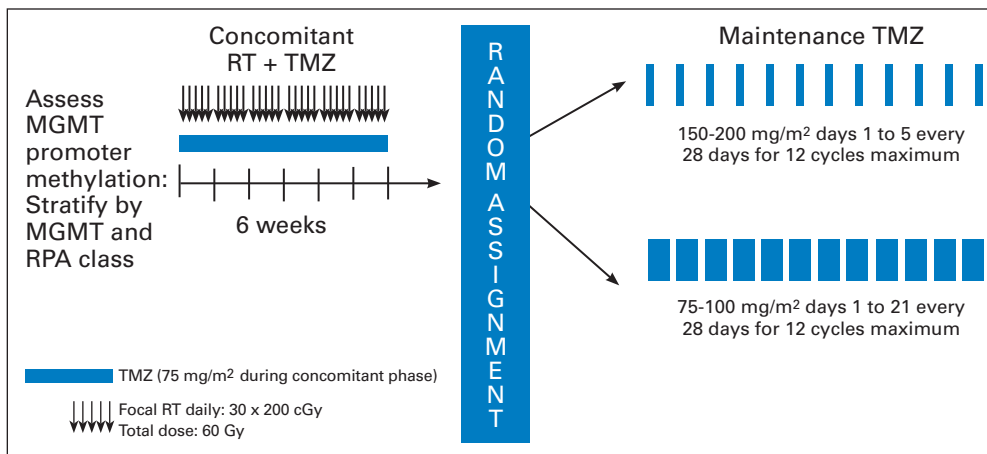 Concomitant
RT + TMZ
Assess
MGMT
promoter
methylation:
Stratify by
MGMT and
RPA class
6 weeks
TMZ (75 mg/m2 during concomitant phase)
Focal RT daily: 30 x 200 cGy
Total dose: 60 Gy
RANDOM ASSIGNMENT
Maintenance TMZ
150-200 mg/m2 days 1 to 5 every
28 days for 12 cycles maximum
75-100 mg/m2 days 1 to 21 every
28 days for 12 cycles maximum